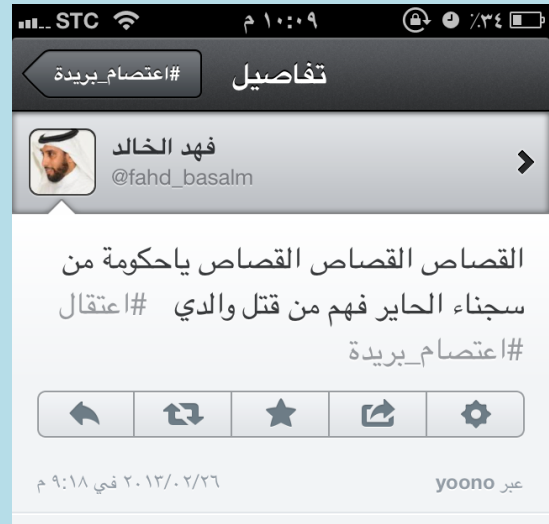 STC ١٠:٠٩ م ٪٣٤
#اعتصام_بريدة تفاصيل
فهد الخالد
@fahd_basalm
القصاص القصاص القصاص ياحكومة من
سجناء الحاير فهم من قتل والدي #اعتقال
#اعتصام_بريدة
عبر yoono ٢٠١٣/٠٢/٢٦ في ٩:١٨ م